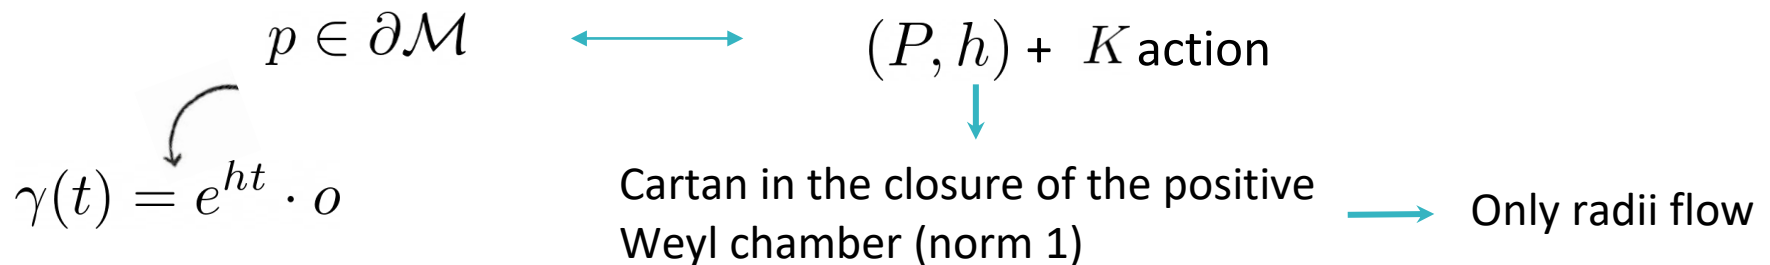 p ∈ ∂ℳ
(P, h) + K action
γ(t) = e^{ht} · o
Cartan in the closure of the positive
Weyl chamber (norm 1)
Only radii flow